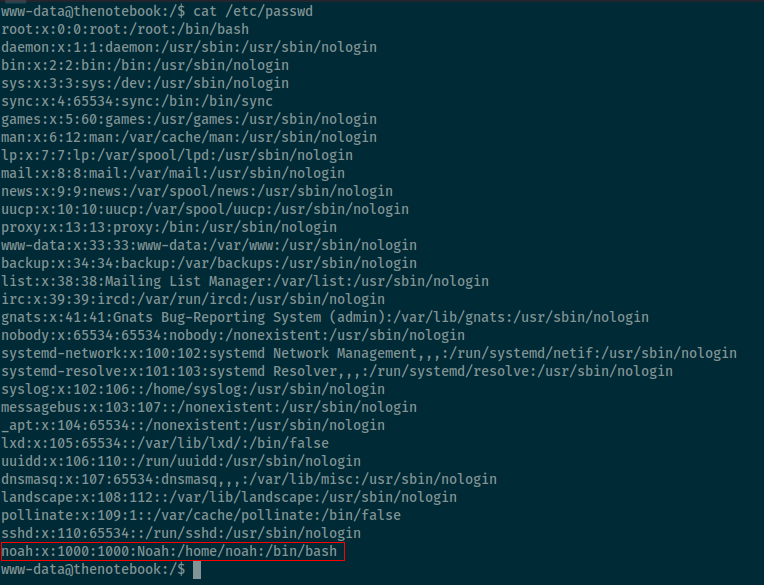 www-data@thenotebook:/$ cat /etc/passwd
root:x:0:0:root:/root:/bin/bash
daemon:x:1:1:daemon:/usr/sbin:/usr/sbin/nologin
bin:x:2:2:bin:/bin:/usr/sbin/nologin
sys:x:3:3:sys:/dev:/usr/sbin/nologin
sync:x:4:65534:sync:/bin:/bin/sync
games:x:5:60:games:/usr/games:/usr/sbin/nologin
man:x:6:12:man:/var/cache/man:/usr/sbin/nologin
lp:x:7:7:lp:/var/spool/lpd:/usr/sbin/nologin
mail:x:8:8:mail:/var/mail:/usr/sbin/nologin
news:x:9:9:news:/var/spool/news:/usr/sbin/nologin
uucp:x:10:10:uucp:/var/spool/uucp:/usr/sbin/nologin
proxy:x:13:13:proxy:/bin:/usr/sbin/nologin
www-data:x:33:33:www-data:/var/www:/usr/sbin/nologin
backup:x:34:34:backup:/var/backups:/usr/sbin/nologin
list:x:38:38:Mailing List Manager:/var/list:/usr/sbin/nologin
irc:x:39:39:ircd:/var/run/ircd:/usr/sbin/nologin
gnats:x:41:41:Gnats Bug-Reporting System (admin):/var/lib/gnats:/usr/sbin/nologin
nobody:x:65534:65534:nobody:/nonexistent:/usr/sbin/nologin
systemd-network:x:100:102:systemd Network Management,,,:/run/systemd/netif:/usr/sbin/nologin
systemd-resolve:x:101:103:systemd Resolver,,,:/run/systemd/resolve:/usr/sbin/nologin
syslog:x:102:106::/home/syslog:/usr/sbin/nologin
messagebus:x:103:107::/nonexistent:/usr/sbin/nologin
_apt:x:104:65534::/nonexistent:/usr/sbin/nologin
lxd:x:105:65534::/var/lib/lxd/:/bin/false
uuidd:x:106:110::/run/uuidd:/usr/sbin/nologin
dnsmasq:x:107:65534:dnsmasq,,,:/var/lib/misc:/usr/sbin/nologin
landscape:x:108:112::/var/lib/landscape:/usr/sbin/nologin
pollinate:x:109:1::/var/cache/pollinate:/bin/false
sshd:x:110:65534::/run/sshd:/usr/sbin/nologin
noah:x:1000:1000:Noah:/home/noah:/bin/bash
www-data@thenotebook:/$